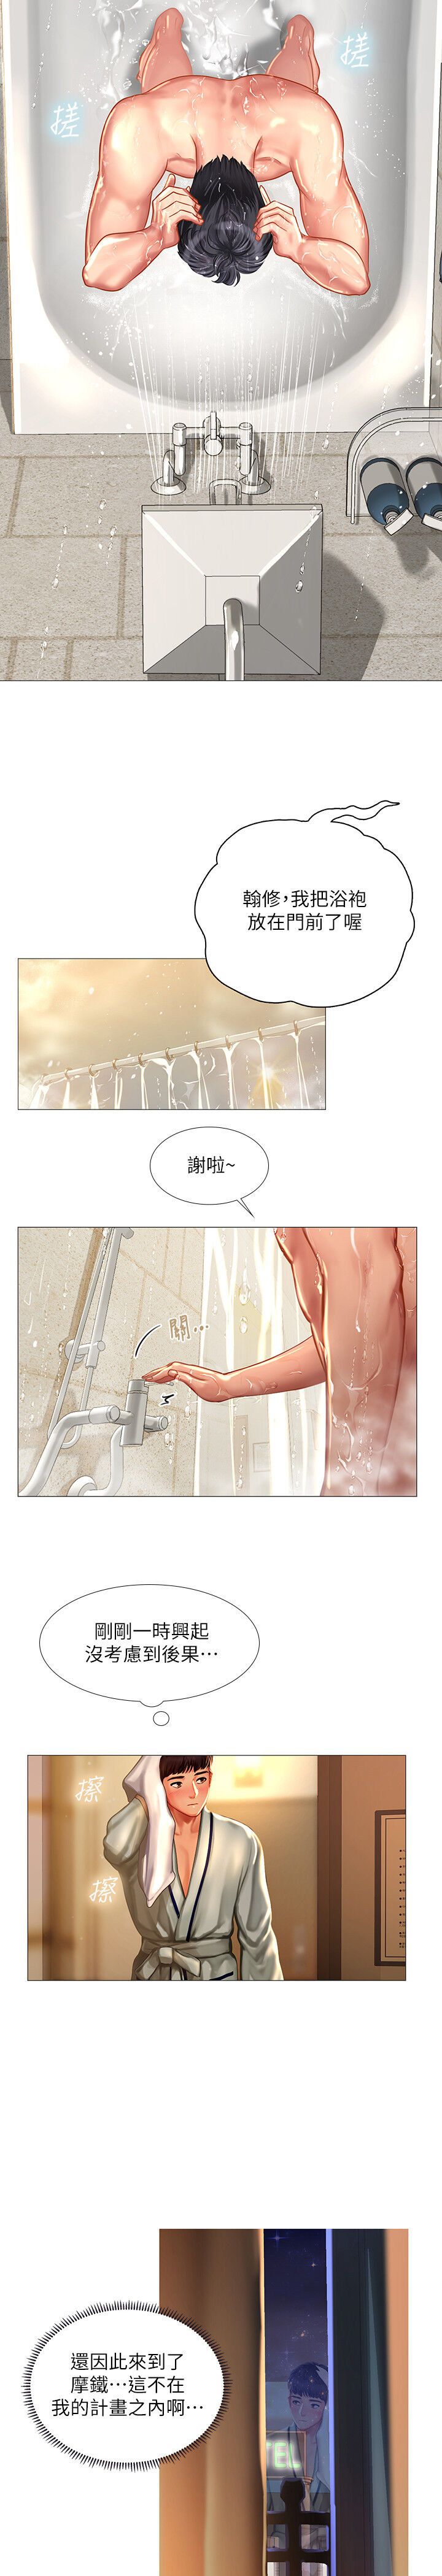 搓
搓
翰修，我把浴袍
放在門前了喔
謝啦~
關…
剛剛一時興起
沒考慮到後果…
擦
擦
還因此來到了
摩鐵…這不在
我的計畫之內啊…
TEL